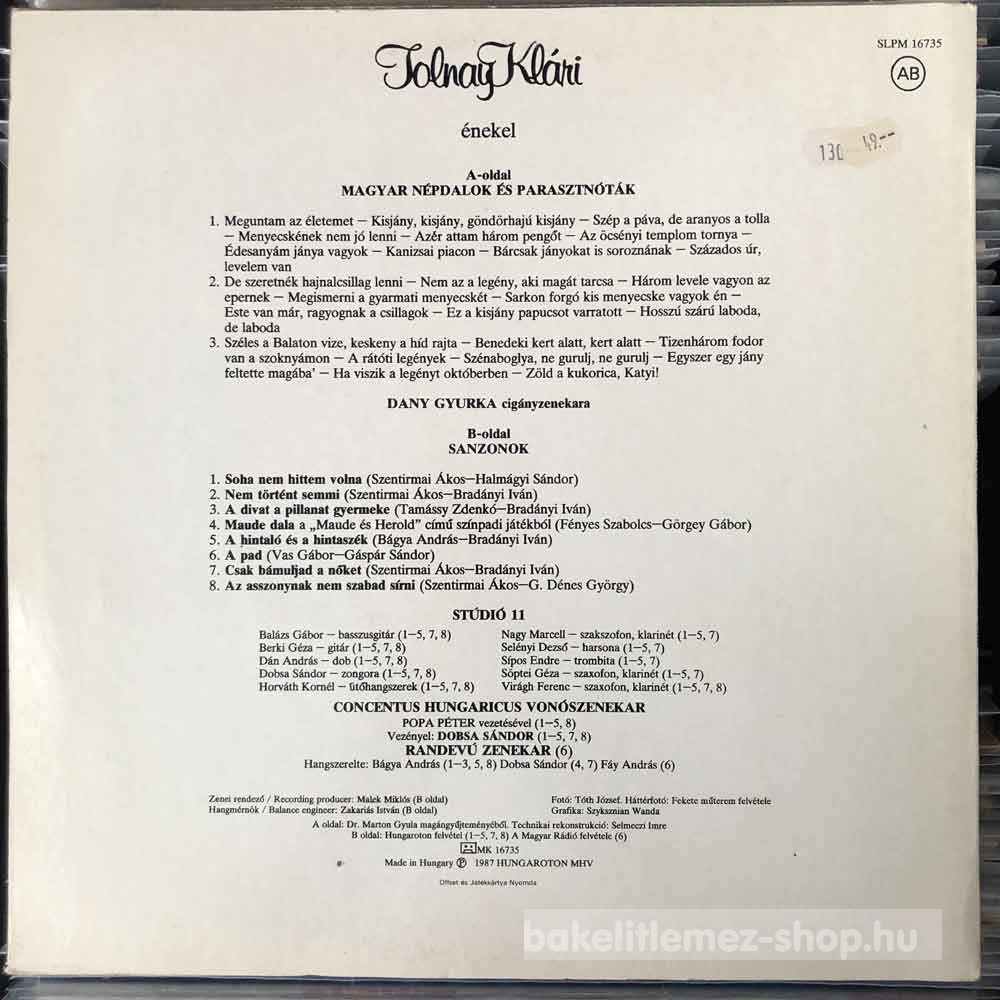 SLPM 16735
AB
Tolnay Klári
énekel
130 49.--
A-oldal
MAGYAR NÉPDALOK ÉS PARASZTNÓTÁK
1. Meguntam az életemet – Kisjány, kisjány, göndörhajú kisjány – Szép a páva, de aranyos a tolla
– Menyecskének nem jó lenni – Azér attam három pengőt – Az öcsényi templom tornya –
Édesanyám jánya vagyok – Kanizsai piacon – Bárcsak jányokat is soroznának – Százados úr,
levelem van
2. De szeretnék hajnalcsillag lenni – Nem az a legény, aki magát tarcsa – Három levele vagyon az
epernek – Megismerni a gyarmati menyecskét – Sarkon forgó kis menyecske vagyok én –
Este van már, ragyognak a csillagok – Ez a kisjány papucsot varratott – Hosszú szárú laboda,
de laboda
3. Széles a Balaton vize, keskeny a híd rajta – Benedeki kert alatt, kert alatt – Tizenhárom fodor
van a szoknyámon – A rátóti legények – Szénaboglya, ne gurulj, ne gurulj – Egyszer egy jány
feltette magába' – Ha viszik a legényt októberben – Zöld a kukorica, Katyi!
DANY GYURKA cigányzenekara
B-oldal
SANZONOK
1. Soha nem hittem volna (Szentirmai Ákos–Halmágyi Sándor)
2. Nem történt semmi (Szentirmai Ákos–Bradányi Iván)
3. A divat a pillanat gyermeke (Tamássy Zdenkó–Bradányi Iván)
4. Maude dala a „Maude és Herold" című színpadi játékból (Fényes Szabolcs–Görgey Gábor)
5. A hintaló és a hintaszék (Bágya András–Bradányi Iván)
6. A pad (Vas Gábor–Gáspár Sándor)
7. Csak bámuljad a nőket (Szentirmai Ákos–Bradányi Iván)
8. Az asszonynak nem szabad sírni (Szentirmai Ákos–G. Dénes György)
STÚDIÓ 11
Balázs Gábor – basszusgitár (1–5, 7, 8)
Berki Géza – gitár (1–5, 7, 8)
Dán András – dob (1–5, 7, 8)
Dobsa Sándor – zongora (1–5, 7, 8)
Horváth Kornél – ütőhangszerek (1–5, 7, 8)
Nagy Marcell – szakszofon, klarinét (1–5, 7)
Selényi Dezső – harsona (1–5, 7)
Sípos Endre – trombita (1–5, 7)
Söptei Géza – szaxofon, klarinét (1–5, 7)
Virágh Ferenc – szaxofon, klarinét (1–5, 7, 8)
CONCENTUS HUNGARICUS VONÓSZENEKAR
POPA PÉTER vezetésével (1–5, 8)
Vezényel: DOBSA SÁNDOR (1–5, 7, 8)
RANDEVÚ ZENEKAR (6)
Hangszerelte: Bágya András (1–3, 5, 8) Dobsa Sándor (4, 7) Fáy András (6)
Zenei rendező / Recording producer: Malek Miklós (B oldal)
Hangmérnök / Balance engineer: Zakariás István (B oldal)
Fotó: Tóth József. Háttérfotó: Fekete műterem felvétele
Grafika: Szyksznian Wanda
A oldal: Dr. Marton Gyula magángyűjteményéből. Technikai rekonstrukció: Selmeczi Imre
B oldal: Hungaroton felvétel (1–5, 7, 8) A Magyar Rádió felvétele (6)
MK 16735
Made in Hungary Ⓟ 1987 HUNGAROTON MHV
Offset és Játékkártya Nyomda
bakelitlemez-shop.hu